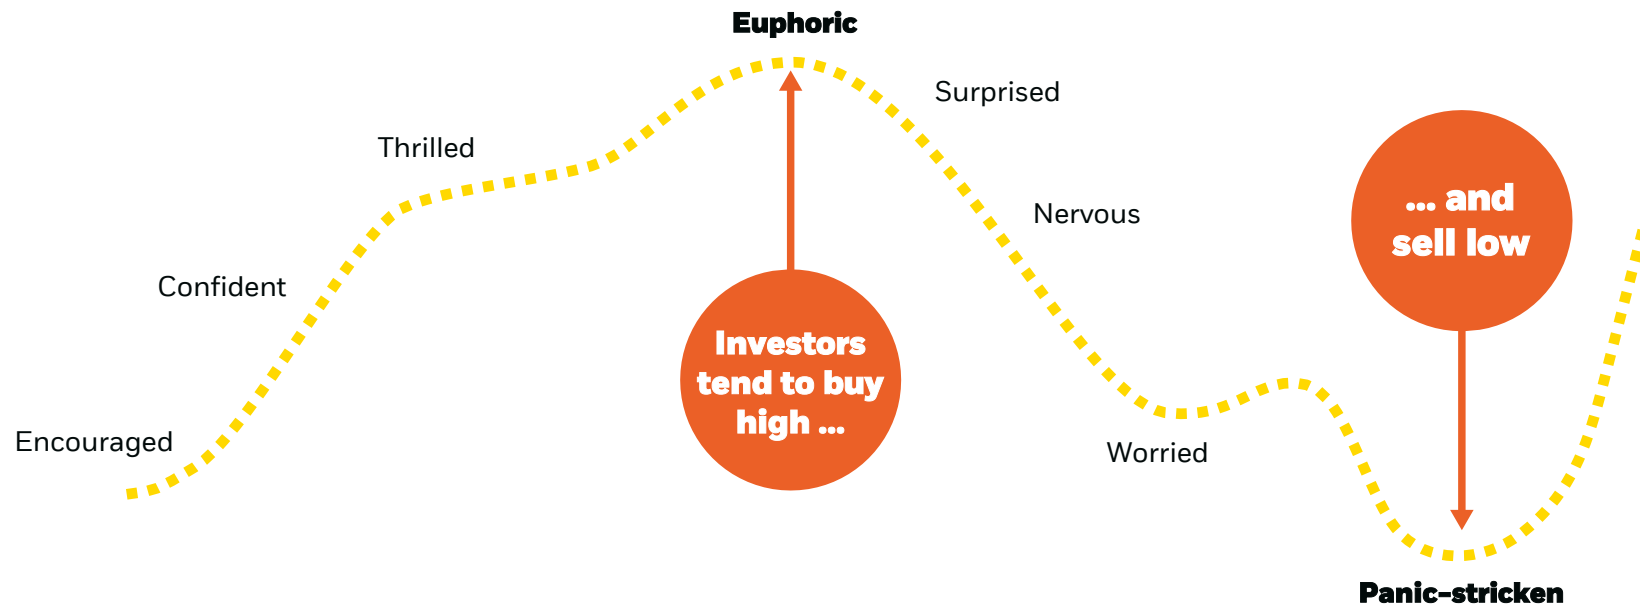 Euphoric
Surprised
Thrilled
... and
sell low
Nervous
Confident
Investors
tend to buy
high ...
Encouraged
Worried
Panic-stricken